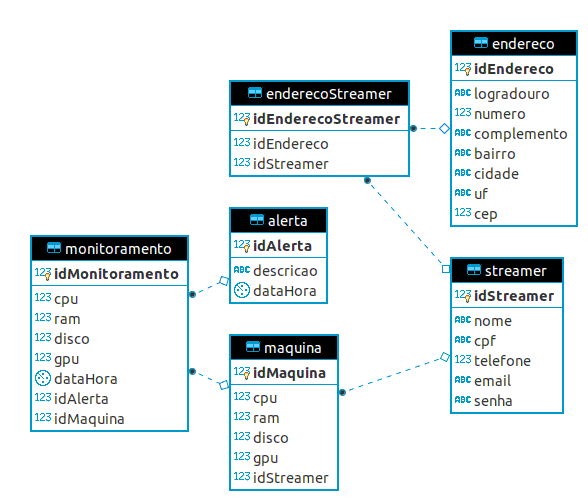 endereco
123 idEndereco
ABC logradouro
123 numero
ABC complemento
ABC bairro
ABC cidade
ABC uf
123 cep
enderecoStreamer
123 idEnderecoStreamer
123 idEndereco
123 idStreamer
alerta
123 idAlerta
ABC descricao
dataHora
monitoramento
123 idMonitoramento
123 cpu
123 ram
123 disco
123 gpu
dataHora
123 idAlerta
123 idMaquina
streamer
123 idStreamer
ABC nome
ABC cpf
123 telefone
ABC email
ABC senha
maquina
123 idMaquina
123 cpu
123 ram
123 disco
123 gpu
123 idStreamer